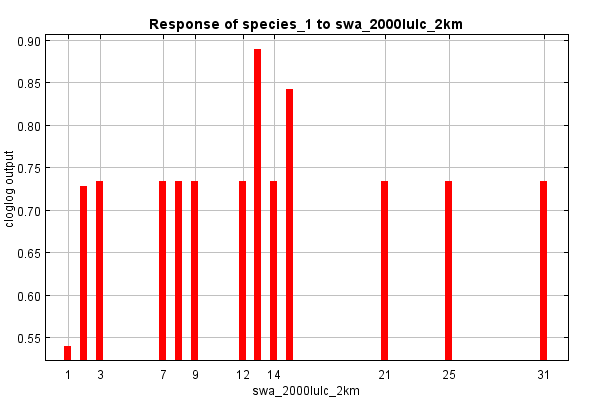 Response of species_1 to swa_2000lulc_2km
cloglog output
0.90
0.85
0.80
0.75
0.70
0.65
0.60
0.55
1 3 7 9 12 14 21 25 31
swa_2000lulc_2km